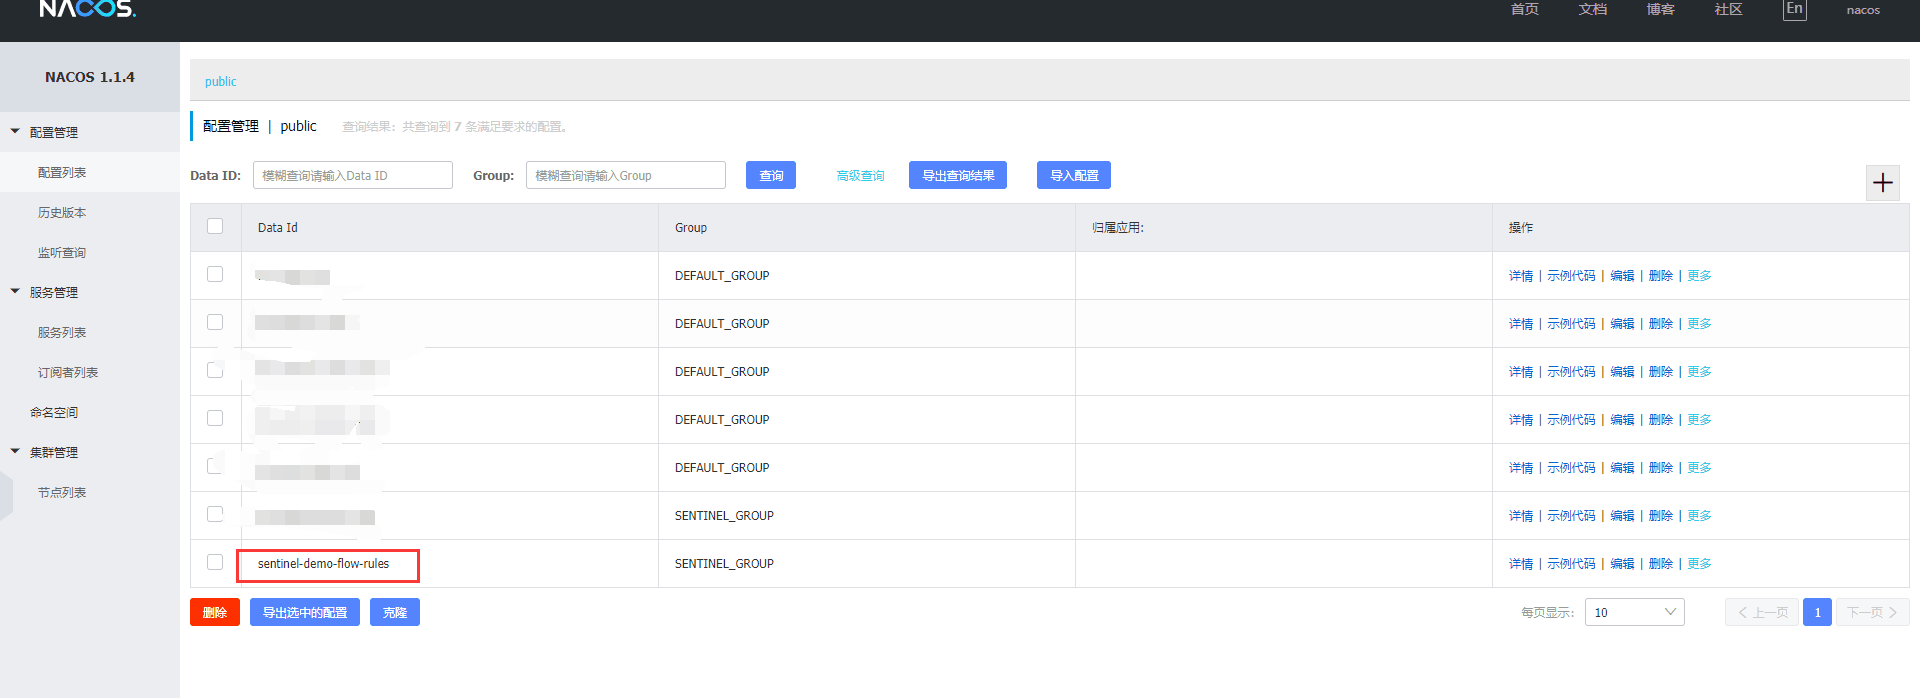 NACOS.
首页 文档 博客 社区 En nacos
NACOS 1.1.4
配置管理
配置列表
历史版本
监听查询
服务管理
服务列表
订阅者列表
命名空间
集群管理
节点列表
public
配置管理 | public 查询结果：共查询到 7 条满足要求的配置。
Data ID: 模糊查询请输入Data ID Group: 模糊查询请输入Group 查询 高级查询 导出查询结果 导入配置
Data Id Group 归属应用: 操作
DEFAULT_GROUP 详情 | 示例代码 | 编辑 | 删除 | 更多
DEFAULT_GROUP 详情 | 示例代码 | 编辑 | 删除 | 更多
DEFAULT_GROUP 详情 | 示例代码 | 编辑 | 删除 | 更多
DEFAULT_GROUP 详情 | 示例代码 | 编辑 | 删除 | 更多
DEFAULT_GROUP 详情 | 示例代码 | 编辑 | 删除 | 更多
SENTINEL_GROUP 详情 | 示例代码 | 编辑 | 删除 | 更多
sentinel-demo-flow-rules SENTINEL_GROUP 详情 | 示例代码 | 编辑 | 删除 | 更多
删除 导出选中的配置 克隆 每页显示: 10 上一页 1 下一页